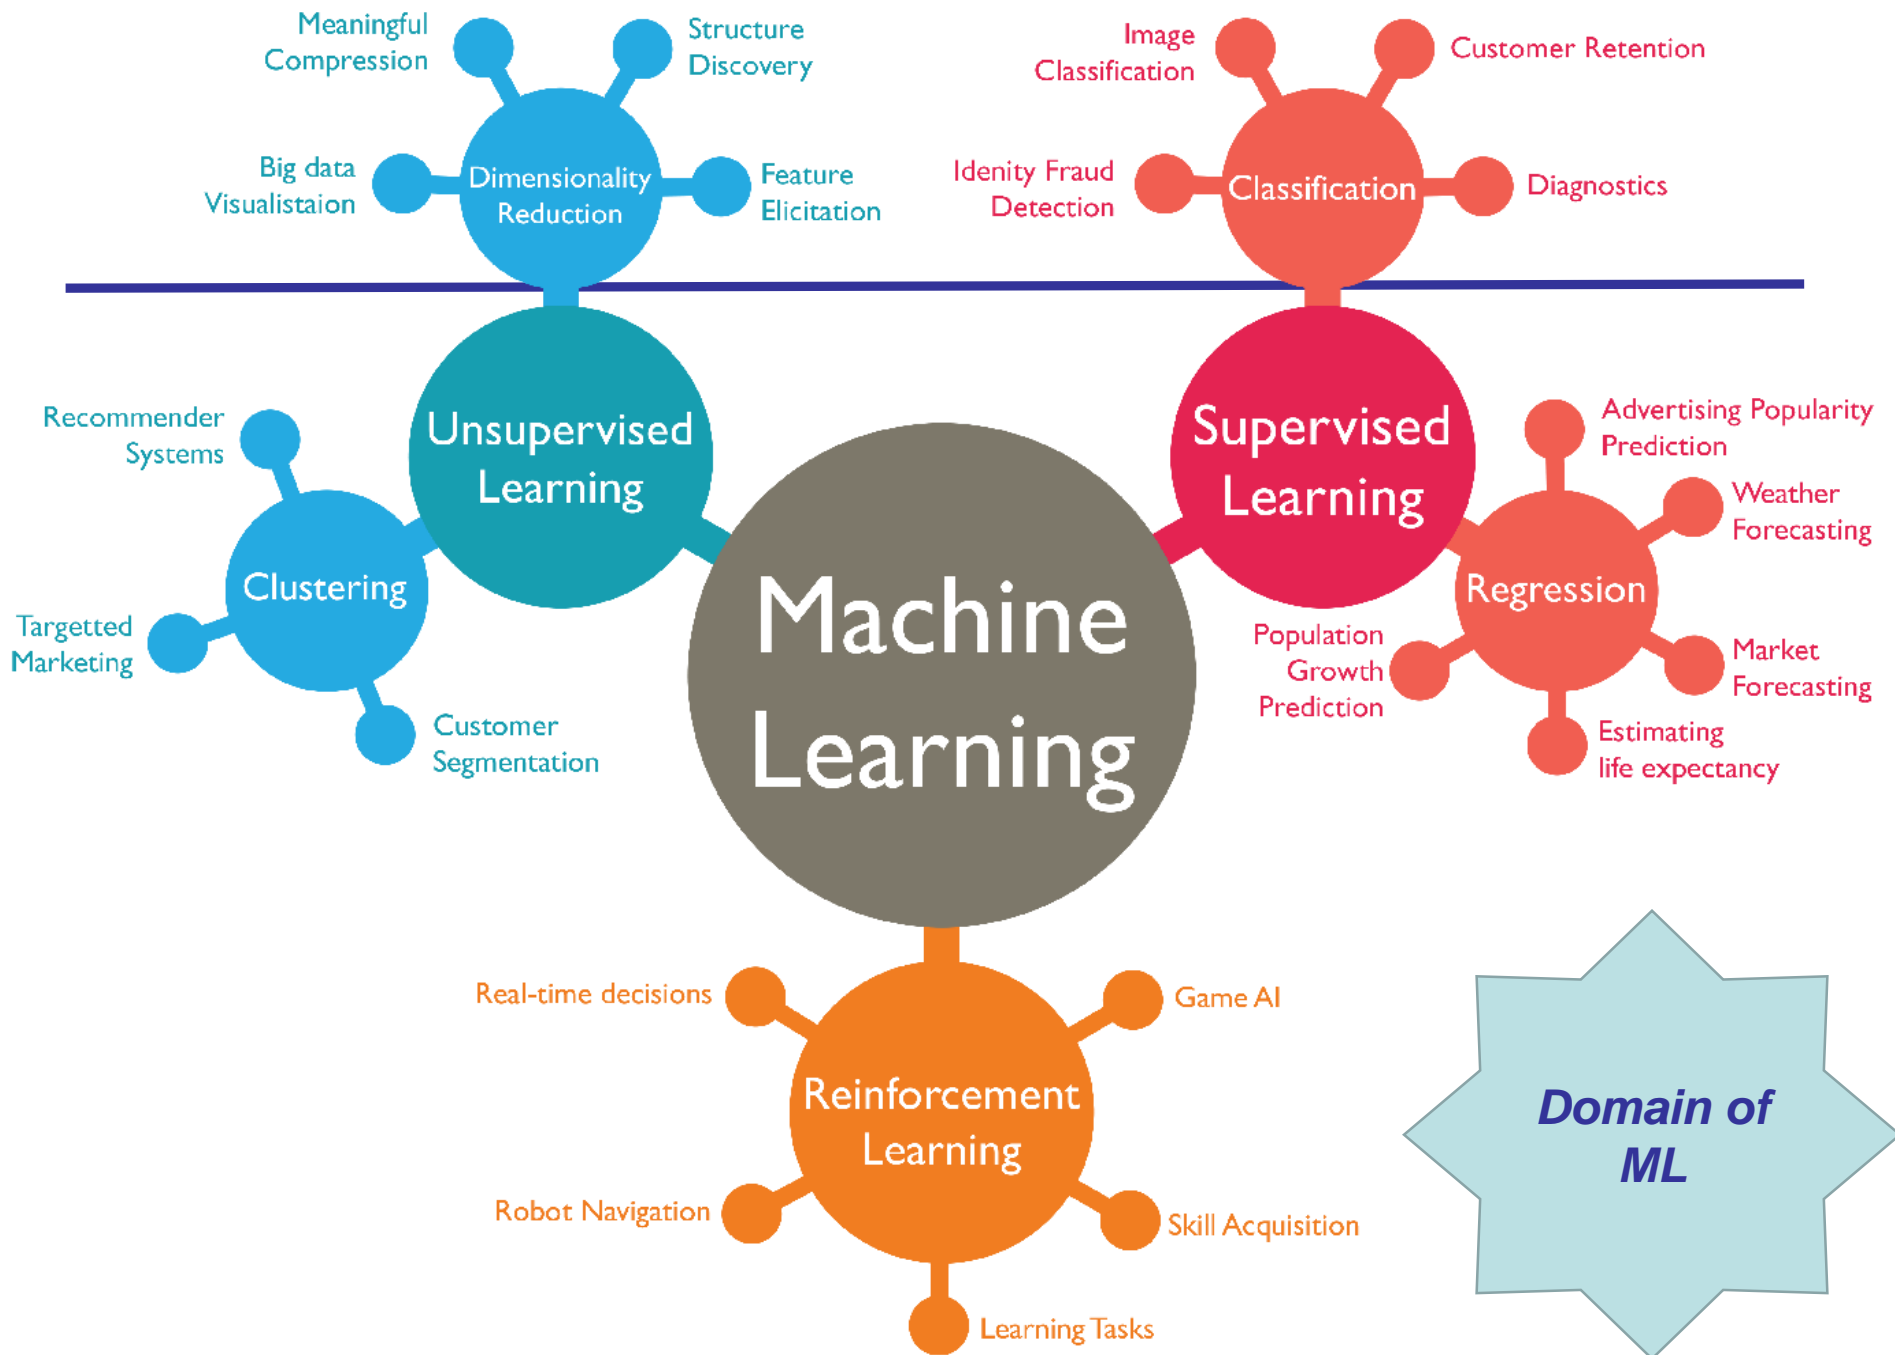 Meaningful
Compression
Structure
Discovery
Big data
Visualistaion
Dimensionality
Reduction
Feature
Elicitation
Image
Classification
Customer Retention
Idenity Fraud
Detection
Classification
Diagnostics
Unsupervised
Learning
Recommender
Systems
Clustering
Targetted
Marketing
Customer
Segmentation
Machine
Learning
Supervised
Learning
Advertising Popularity
Prediction
Weather
Forecasting
Regression
Population
Growth
Prediction
Market
Forecasting
Estimating
life expectancy
Real-time decisions
Game AI
Reinforcement
Learning
Robot Navigation
Skill Acquisition
Learning Tasks
Domain of
ML